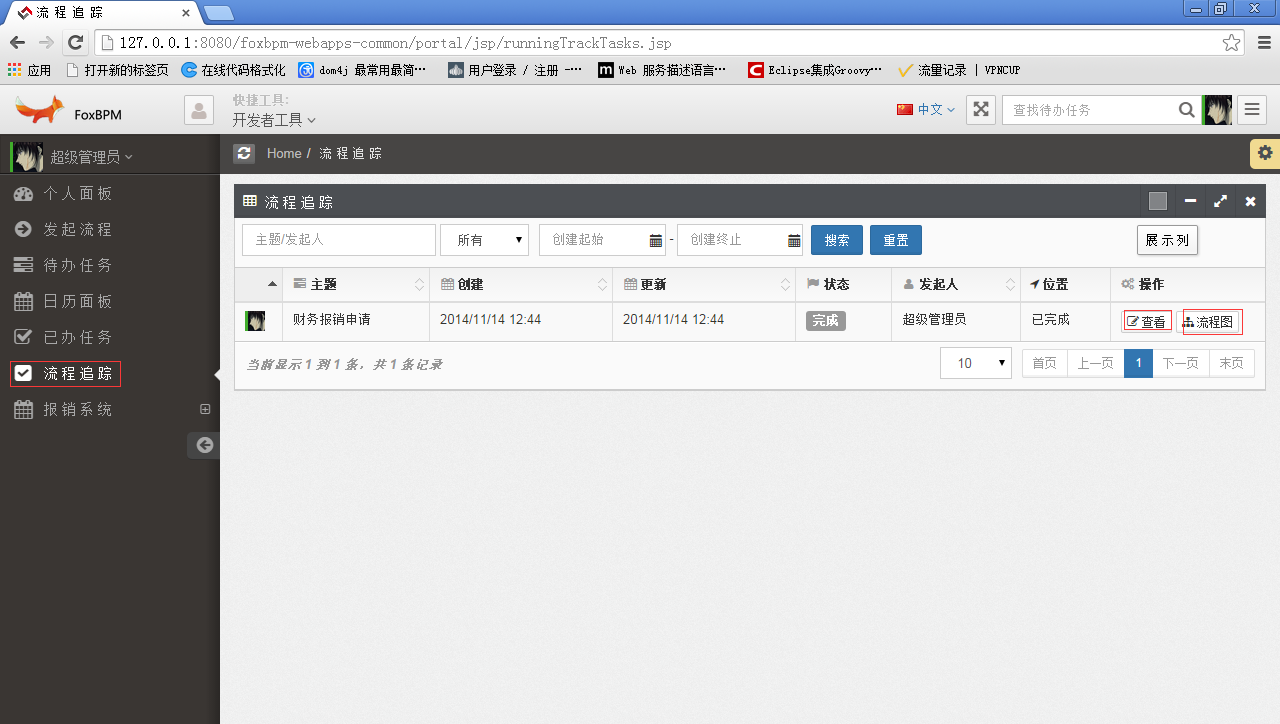 流 程 追 踪
127.0.0.1:8080/foxbpm-webapps-common/portal/jsp/runningTrackTasks.jsp
应用 打开新的标签页 在线代码格式化 dom4j 最常用最简… 用户登录 / 注册 -… Web 服务描述语言… Eclipse集成Groovy… 流量记录 | VPNCUP
FoxBPM
快捷工具:
开发者工具
中文
查找待办任务
超级管理员
Home / 流 程 追 踪
个人面板
发起流程
待办任务
日历面板
已办任务
流程追踪
报销系统
流程追踪
主题/发起人 所有 创建起始 - 创建终止 搜索 重置 展示列
主题 创建 更新 状态 发起人 位置 操作
财务报销申请 2014/11/14 12:44 2014/11/14 12:44 完成 超级管理员 已完成 查看 流程图
当前显示 1 到 1 条，共 1 条记录 10 首页 上一页 1 下一页 末页